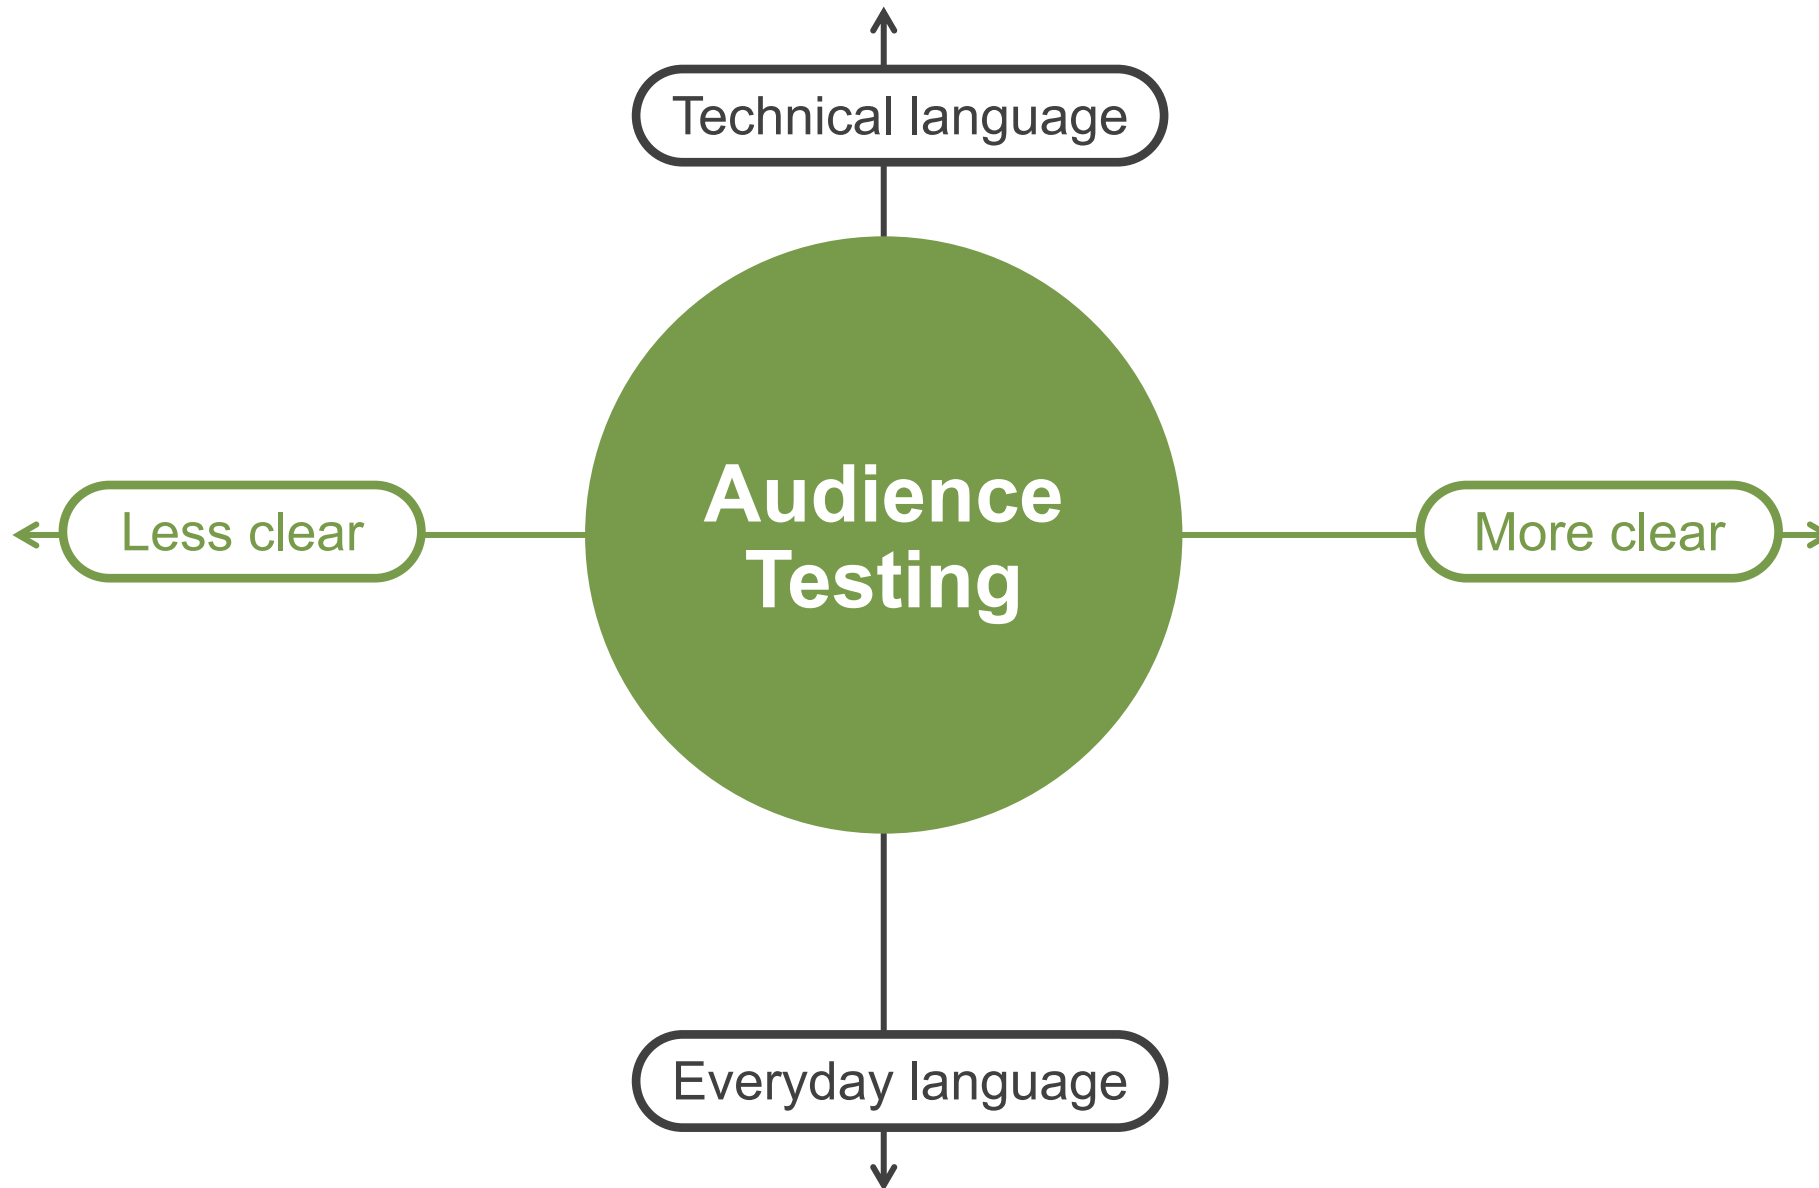 Technical language
Less clear
Audience
Testing
More clear
Everyday language